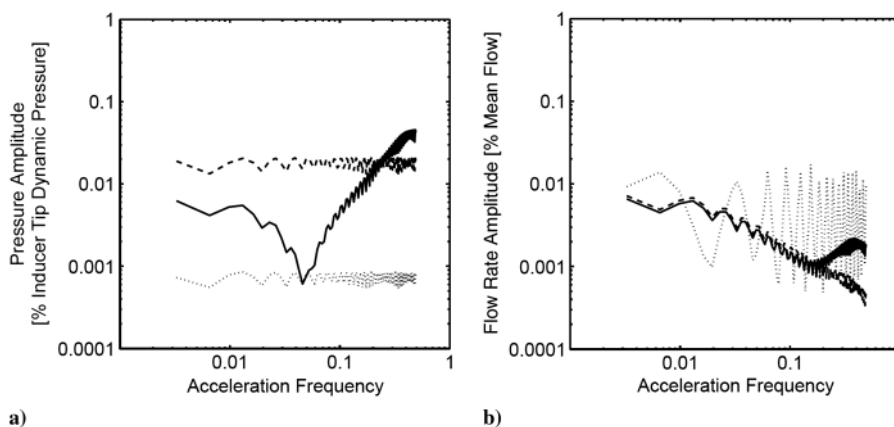 1
0.1
0.01
0.001
0.0001
Pressure Amplitude
[% Inducer Tip Dynamic Pressure]
0.01
0.1
1
Acceleration Frequency
a)
1
0.1
0.01
0.001
0.0001
Flow Rate Amplitude [% Mean Flow]
0.01
0.1
1
Acceleration Frequency
b)